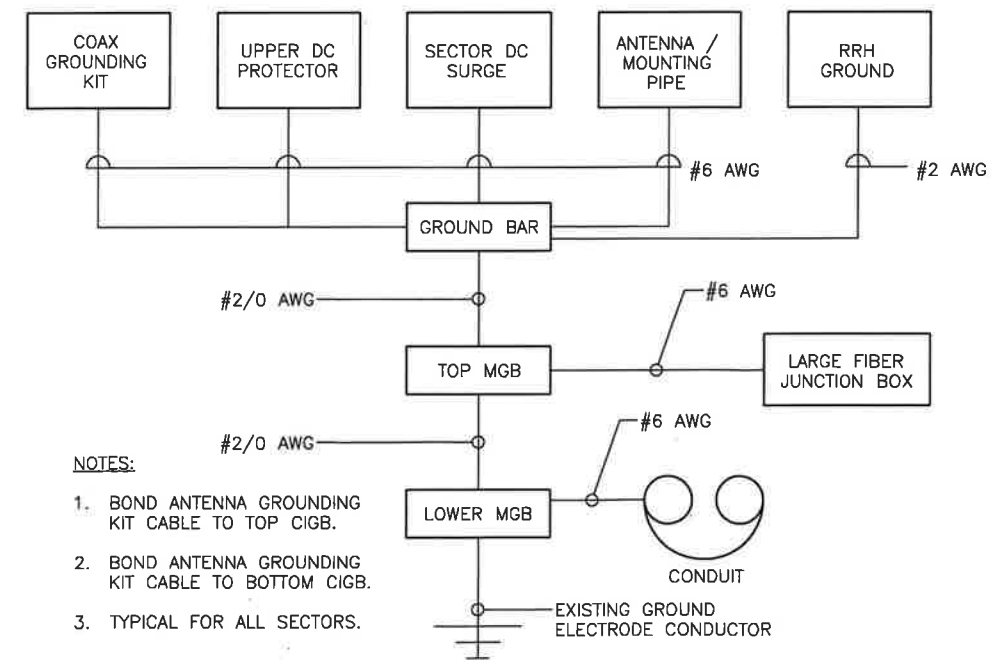 COAX
GROUNDING
KIT
UPPER DC
PROTECTOR
SECTOR DC
SURGE
ANTENNA /
MOUNTING
PIPE
RRH
GROUND
#6 AWG
#2 AWG
GROUND BAR
#2/0 AWG
#6 AWG
TOP MGB
LARGE FIBER
JUNCTION BOX
#2/0 AWG
#6 AWG
LOWER MGB
CONDUIT
EXISTING GROUND
ELECTRODE CONDUCTOR
NOTES:
1. BOND ANTENNA GROUNDING
KIT CABLE TO TOP CIGB.
2. BOND ANTENNA GROUNDING
KIT CABLE TO BOTTOM CIGB.
3. TYPICAL FOR ALL SECTORS.